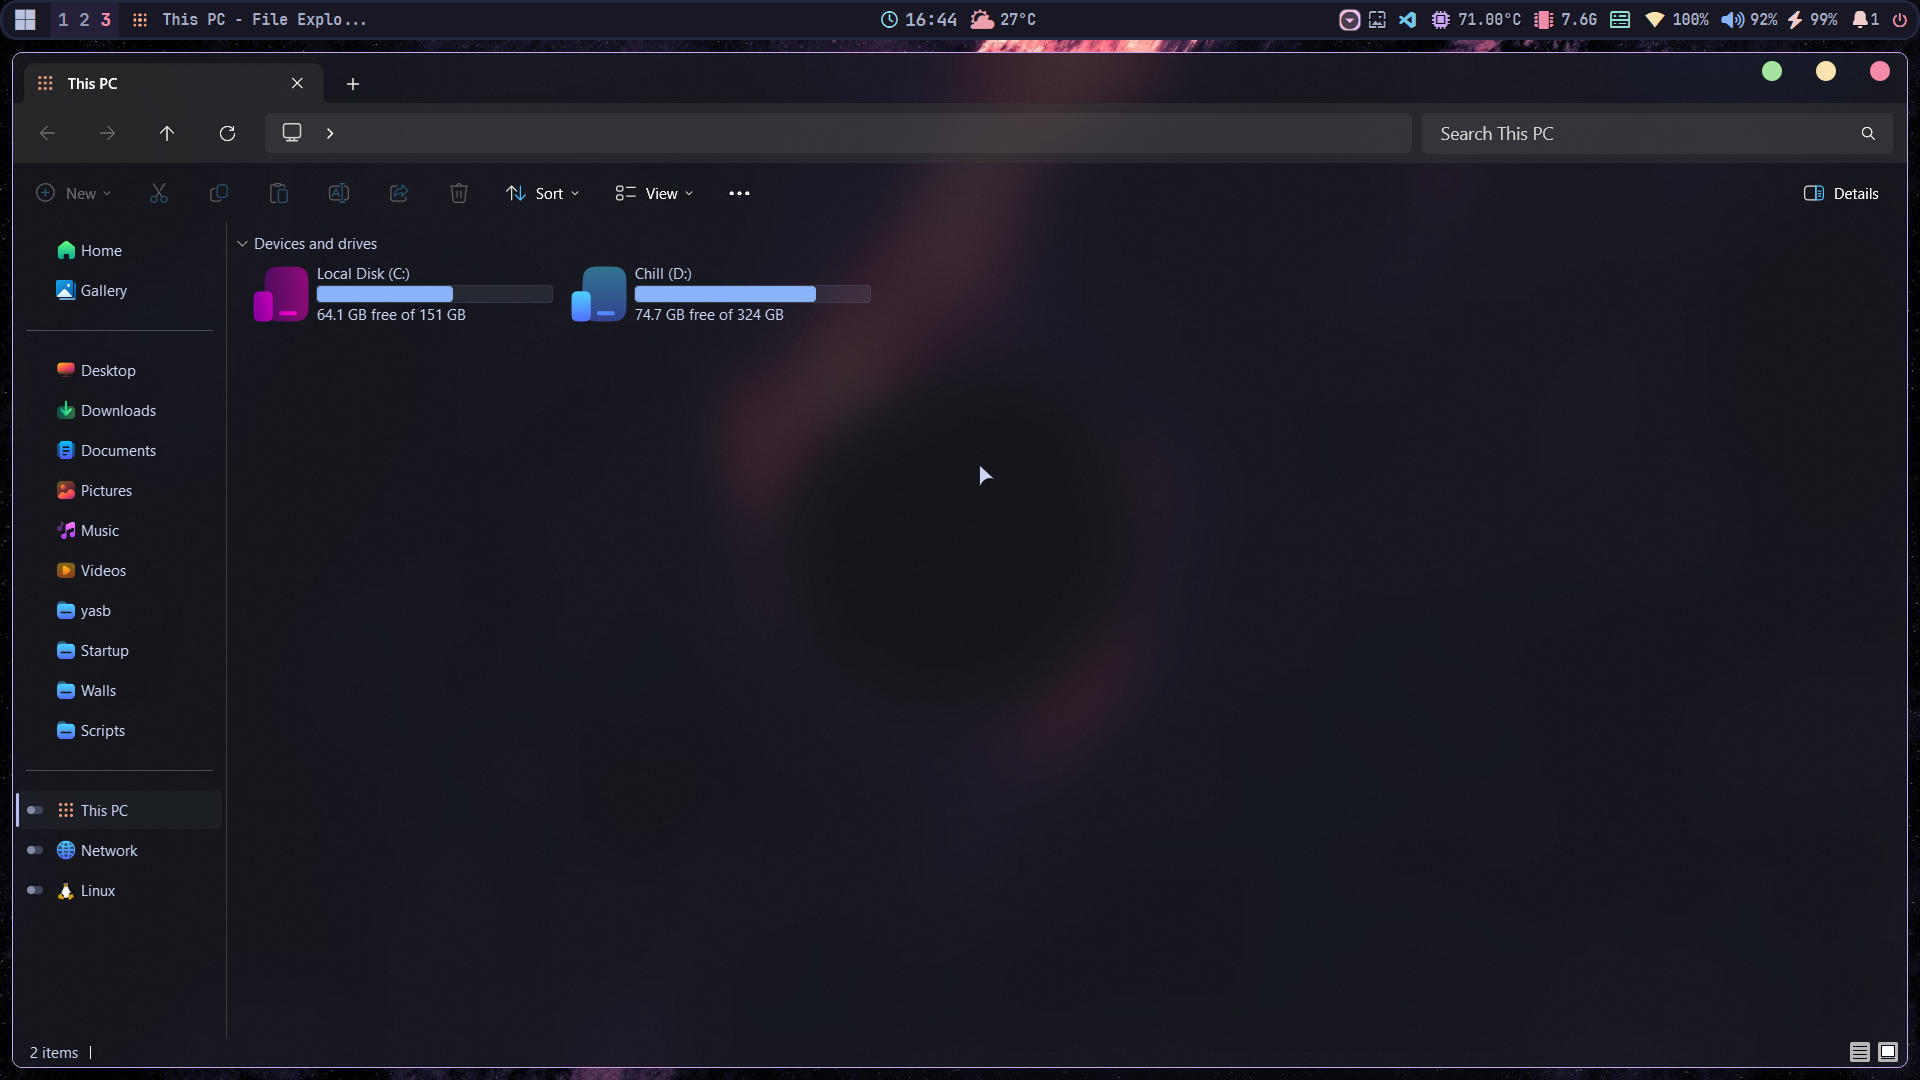 1 2 3 This PC - File Explo... 16:44 27°C 71.00°C 7.6G 100% 92% 99% 1
This PC
Search This PC
New Sort View Details
Home
Gallery
Desktop
Downloads
Documents
Pictures
Music
Videos
yasb
Startup
Walls
Scripts
This PC
Network
Linux
Devices and drives
Local Disk (C:)
64.1 GB free of 151 GB
Chill (D:)
74.7 GB free of 324 GB
2 items